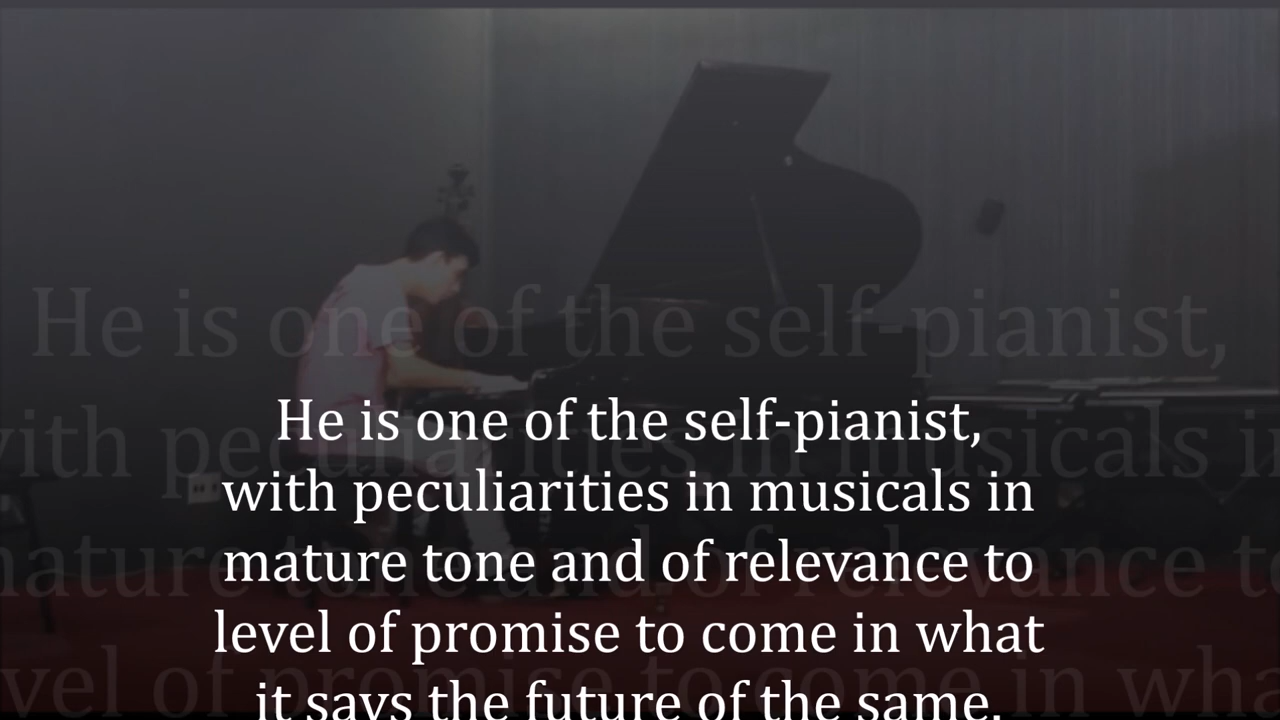 He is one of the self-pianist,
with peculiarities in musicals in
mature tone and of relevance to
level of promise to come in what
it says the future of the same.